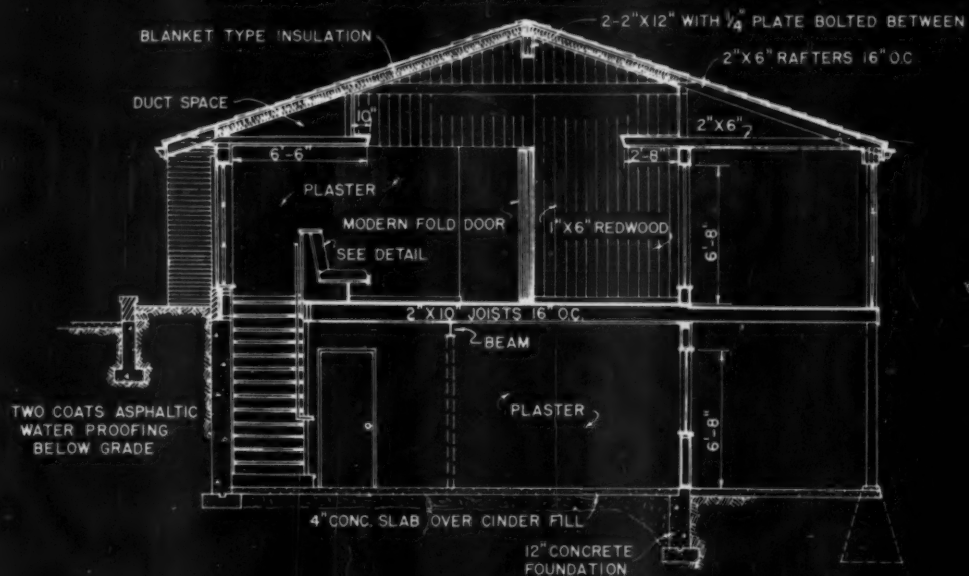 2-2"X12" WITH 1/4" PLATE BOLTED BETWEEN
BLANKET TYPE INSULATION
2"X6" RAFTERS 16" O.C.
DUCT SPACE
10"
2"X6"
6'-6"
2'-8"
PLASTER
MODERN FOLD DOOR
1"X6" REDWOOD
SEE DETAIL
6'-8"
2"X10" JOISTS 16" O.C.
BEAM
TWO COATS ASPHALTIC
WATER PROOFING
BELOW GRADE
PLASTER
6'-8"
4" CONC. SLAB OVER CINDER FILL
12" CONCRETE
FOUNDATION